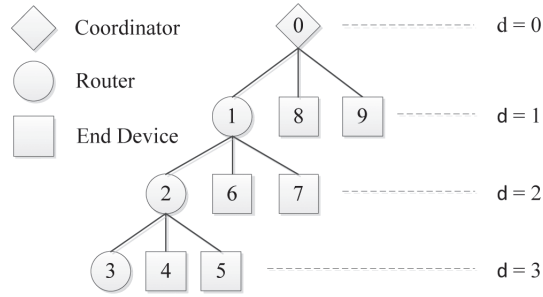 Coordinator
Router
End Device
0
d = 0
1 8 9
d = 1
2 6 7
d = 2
3 4 5
d = 3